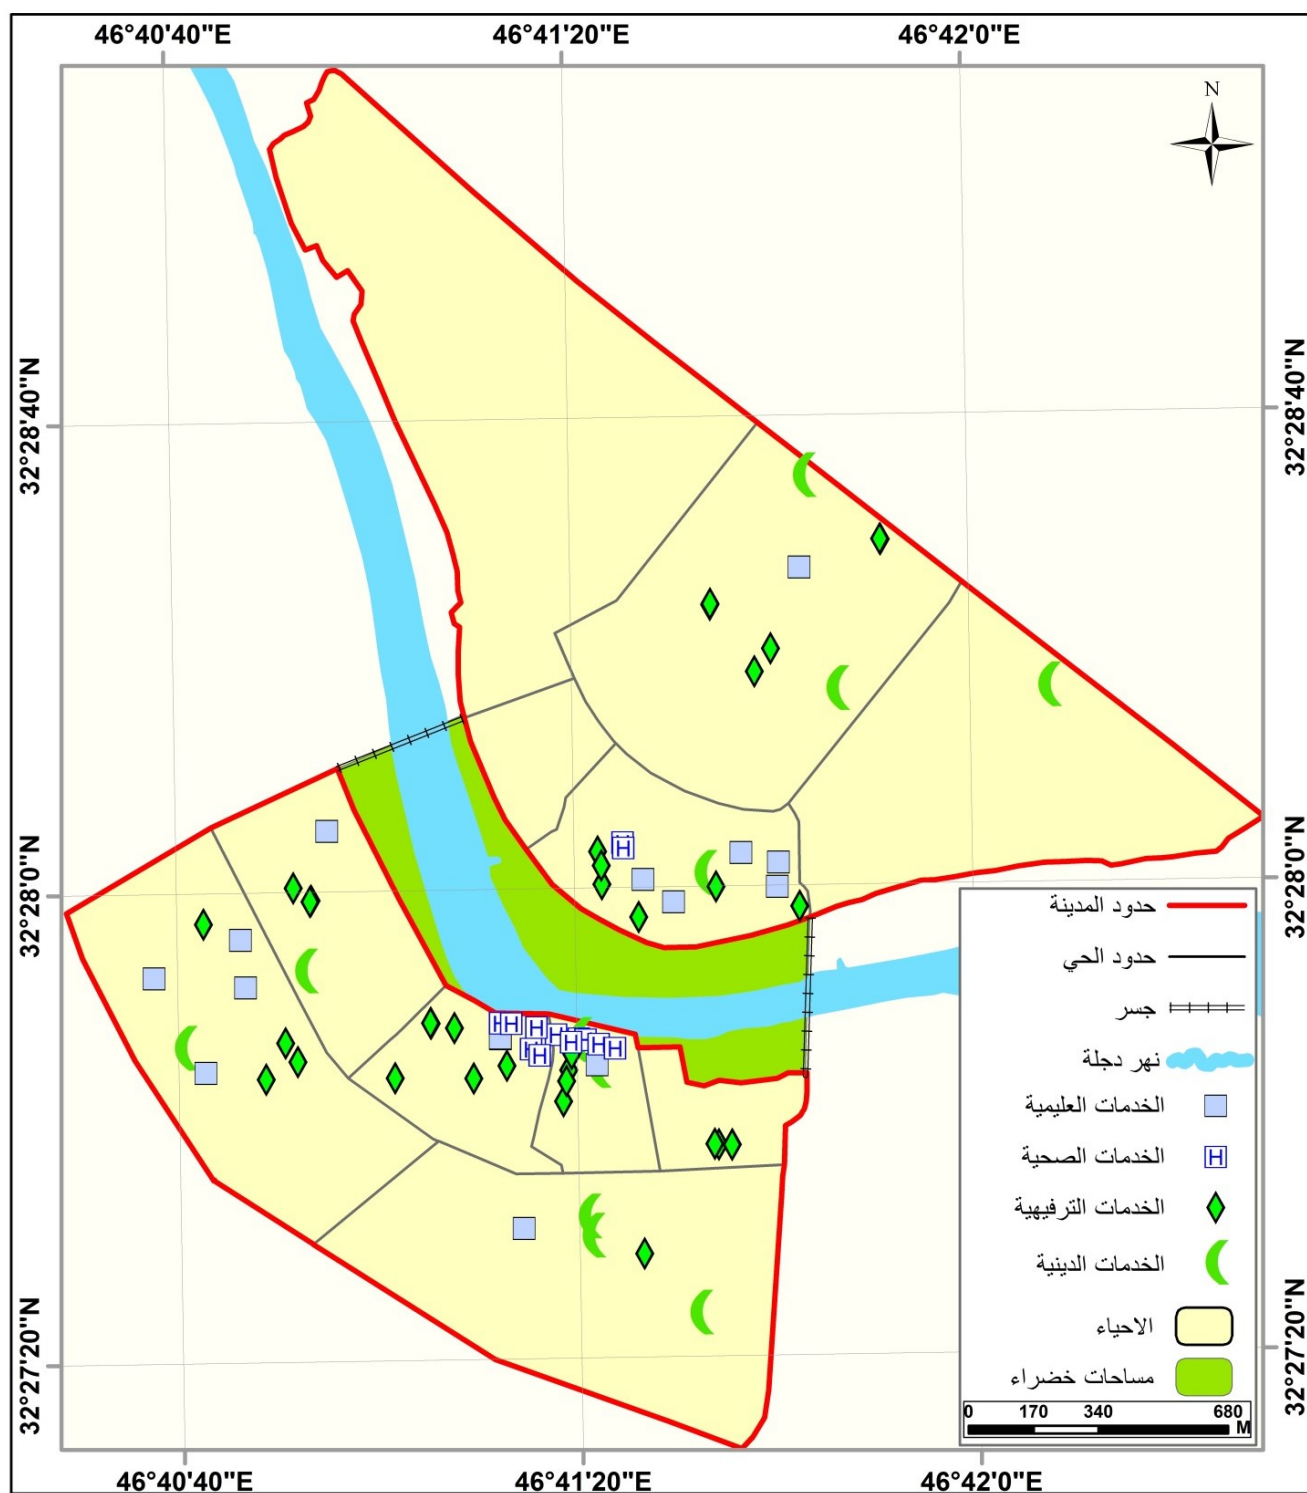 46°40'40"E 46°41'20"E 46°42'0"E
N
32°28'40"N 32°28'40"N
32°28'0"N 32°28'0"N
حدود المدينة
حدود الحي
جسر
نهر دجلة
الخدمات العليمية
الخدمات الصحية
H
الخدمات الترفيهية
الخدمات الدينية
الاحياء
مساحات خضراء
0 170 340 680
M
32°27'20"N 32°27'20"N
46°40'40"E 46°41'20"E 46°42'0"E